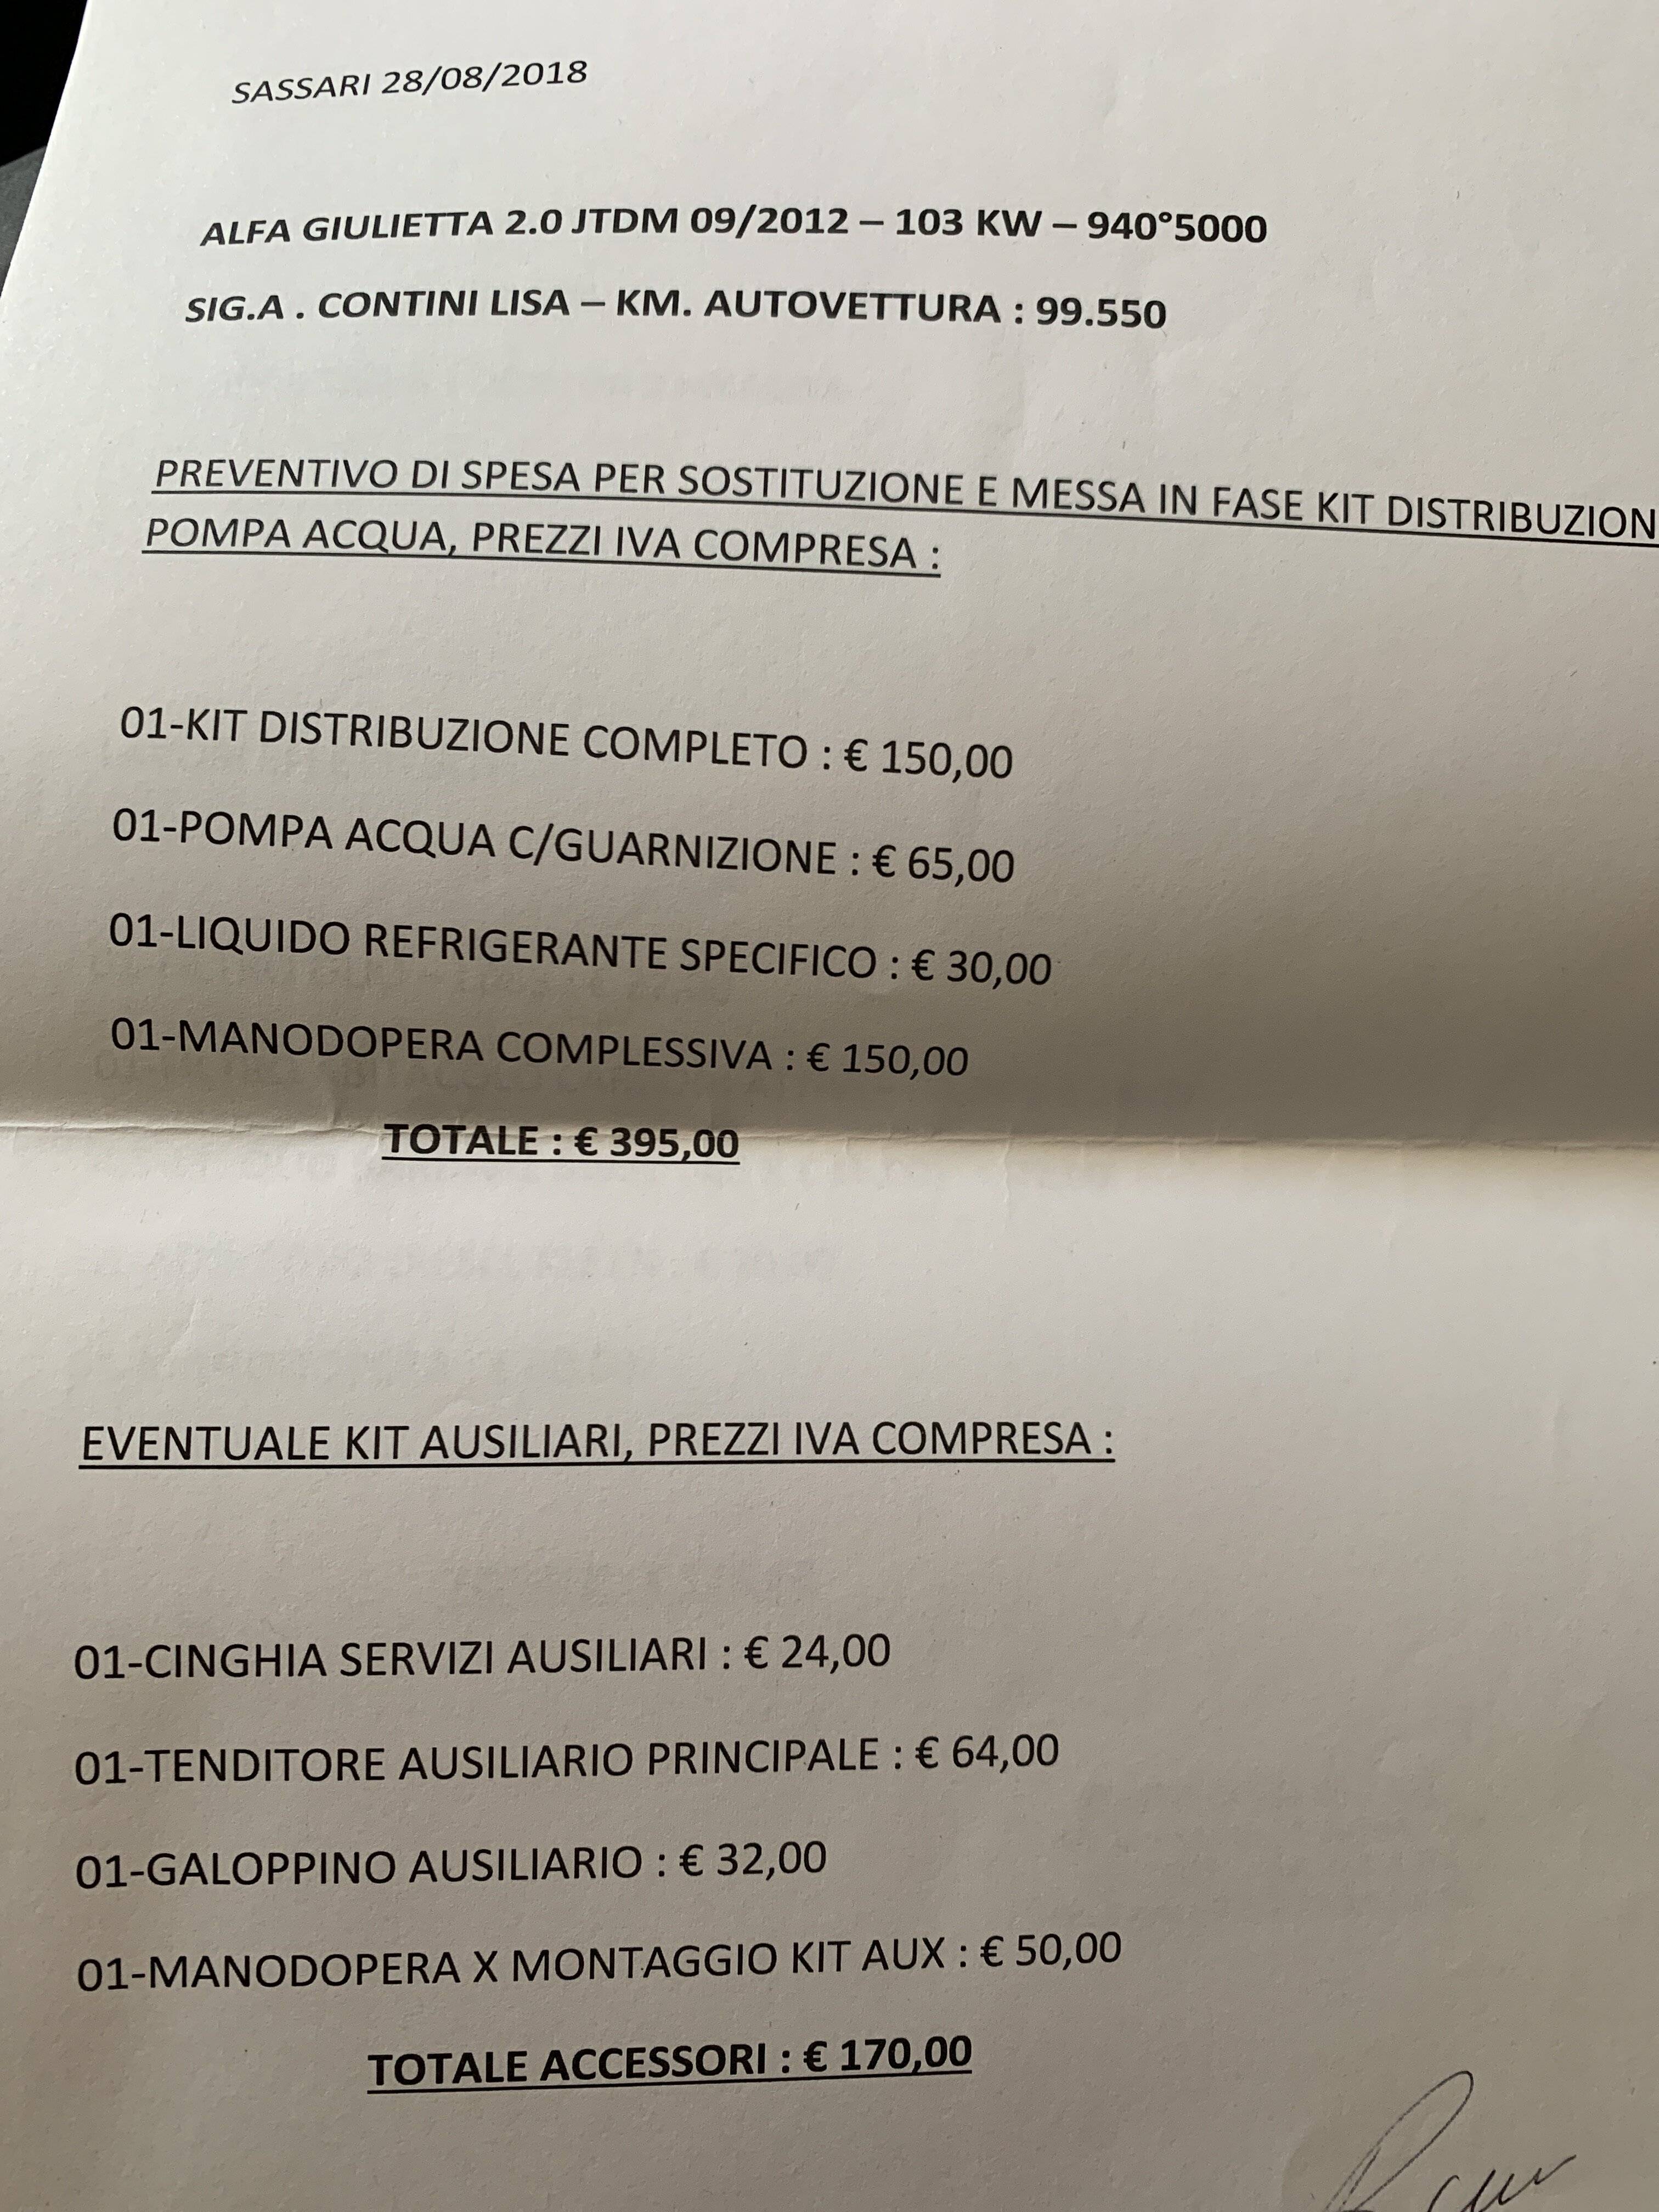 SASSARI 28/08/2018
ALFA GIULIETTA 2.0 JTDM 09/2012 – 103 KW – 940°5000
SIG.A . CONTINI LISA – KM. AUTOVETTURA : 99.550
PREVENTIVO DI SPESA PER SOSTITUZIONE E MESSA IN FASE KIT DISTRIBUZION
POMPA ACQUA, PREZZI IVA COMPRESA :
01-KIT DISTRIBUZIONE COMPLETO : € 150,00
01-POMPA ACQUA C/GUARNIZIONE : € 65,00
01-LIQUIDO REFRIGERANTE SPECIFICO : € 30,00
01-MANODOPERA COMPLESSIVA : € 150,00
TOTALE : € 395,00
EVENTUALE KIT AUSILIARI, PREZZI IVA COMPRESA :
01-CINGHIA SERVIZI AUSILIARI : € 24,00
01-TENDITORE AUSILIARIO PRINCIPALE : € 64,00
01-GALOPPINO AUSILIARIO : € 32,00
01-MANODOPERA X MONTAGGIO KIT AUX : € 50,00
TOTALE ACCESSORI : € 170,00